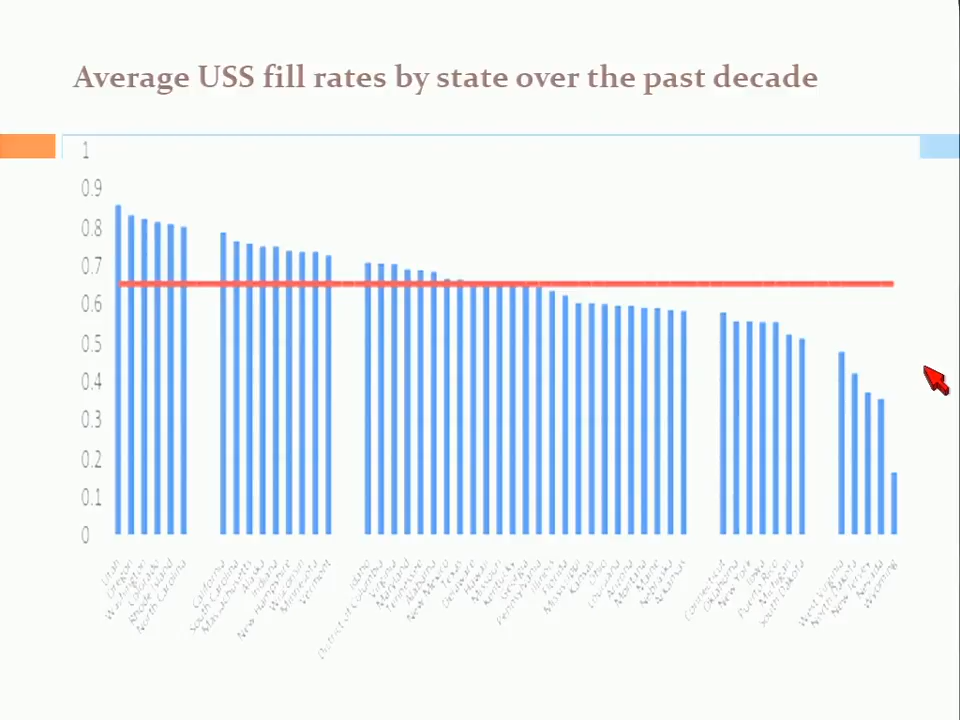 Average USS fill rates by state over the past decade
1
0.9
0.8
0.7
0.6
0.5
0.4
0.3
0.2
0.1
0
Utah
Oregon
Washington
Colorado
Rhode Island
North Carolina
California
South Carolina
Massachusetts
Alaska
Indiana
New Hampshire
Wisconsin
Minnesota
Vermont
Idaho
District of Columbia
Virginia
Maryland
Tennessee
Alabama
New Mexico
Texas
Delaware
Hawaii
Missouri
Kentucky
Georgia
Pennsylvania
Illinois
Florida
Mississippi
Kansas
Ohio
Louisiana
Arizona
Montana
Maine
Nebraska
Arkansas
Connecticut
Oklahoma
New York
Iowa
Puerto Rico
Michigan
South Dakota
West Virginia
North Dakota
New Jersey
Nevada
Wyoming